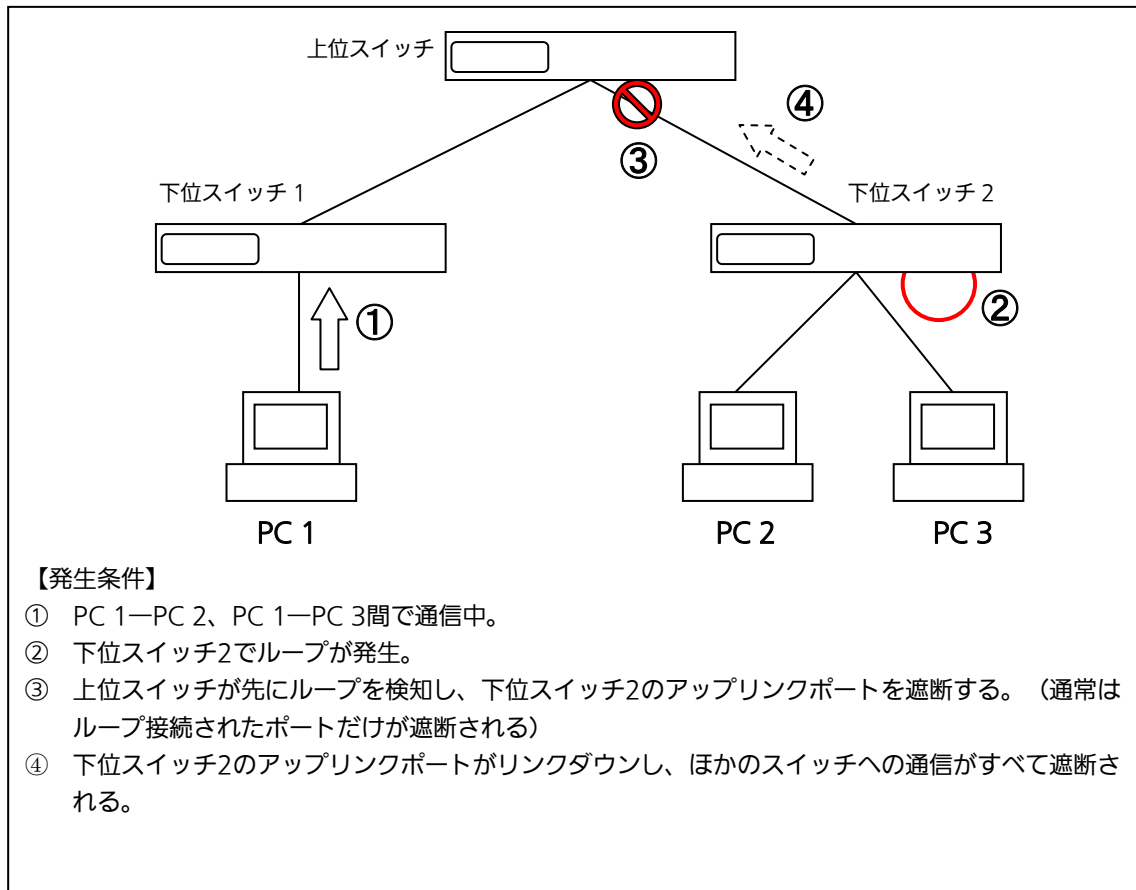 上位スイッチ
④
③
下位スイッチ 1
下位スイッチ 2
①
②
PC 1
PC 2
PC 3
【発生条件】
① PC 1―PC 2、PC 1―PC 3間で通信中。
② 下位スイッチ2でループが発生。
③ 上位スイッチが先にループを検知し、下位スイッチ2のアップリンクポートを遮断する。（通常は
ループ接続されたポートだけが遮断される）
④ 下位スイッチ2のアップリンクポートがリンクダウンし、ほかのスイッチへの通信がすべて遮断さ
れる。